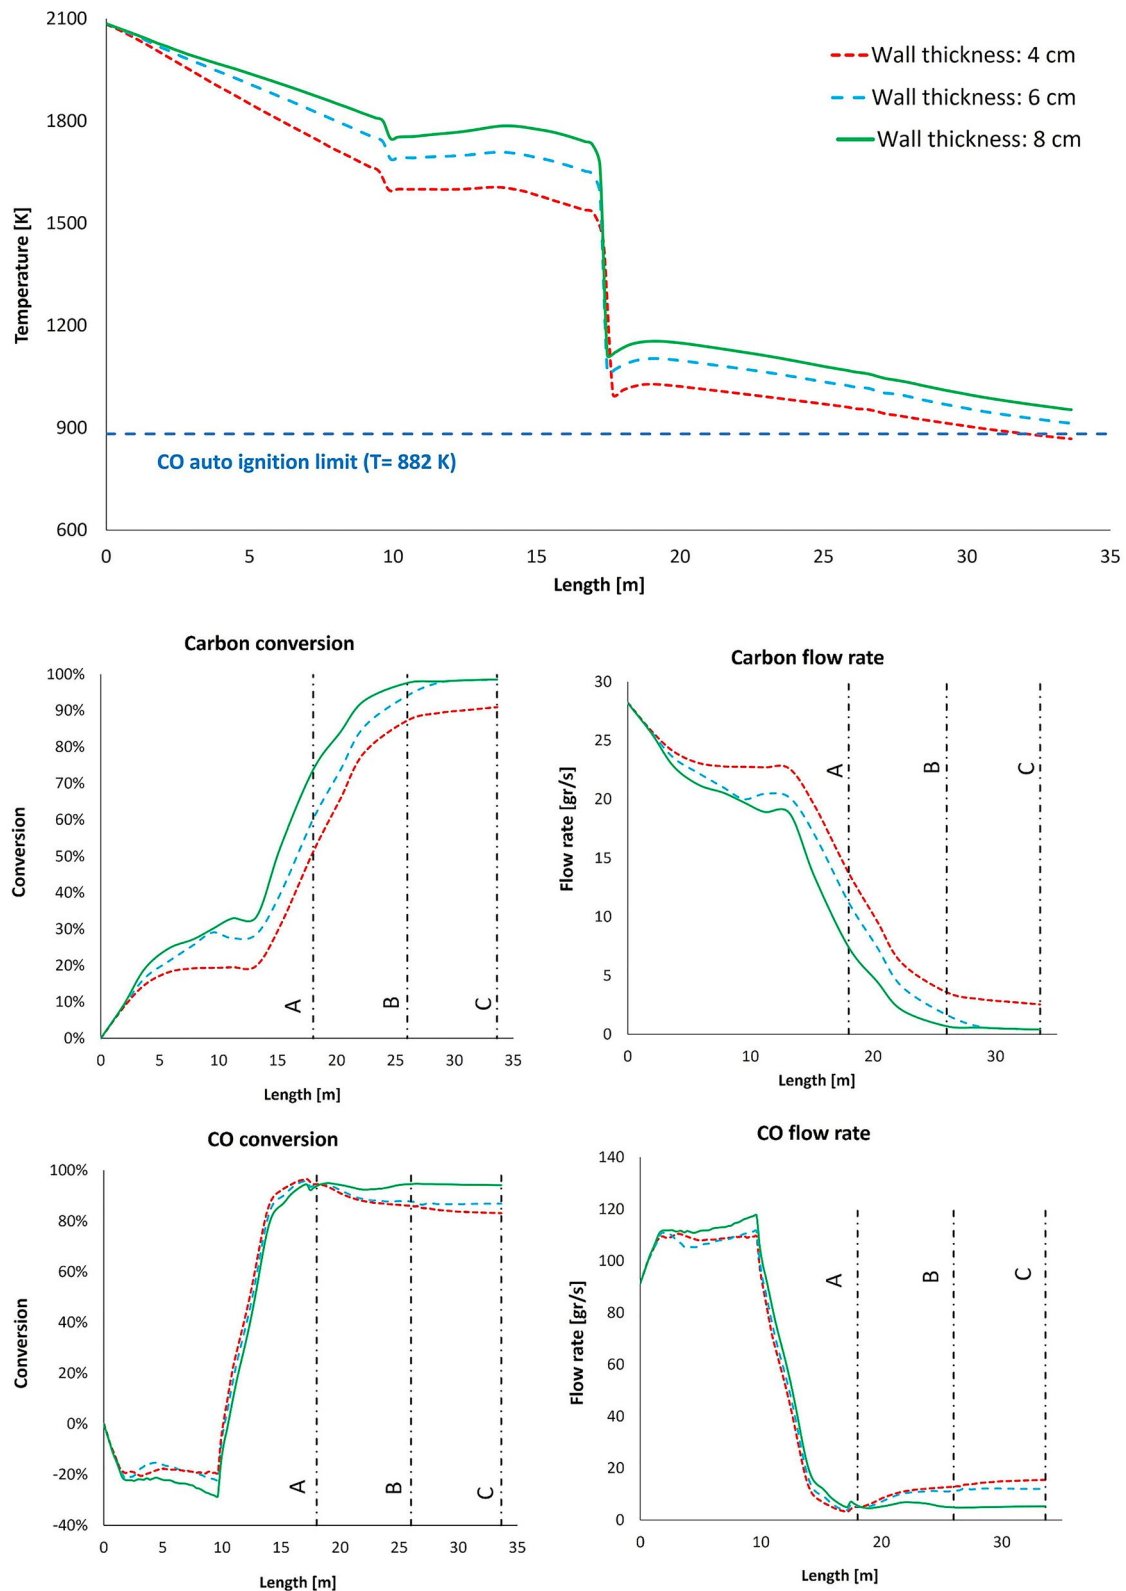 2100
1800
1500
1200
900
600
Temperature [K]
Wall thickness: 4 cm
Wall thickness: 6 cm
Wall thickness: 8 cm
CO auto ignition limit (T= 882 K)
0 5 10 15 20 25 30 35
Length [m]
Carbon conversion
100%
90%
80%
70%
60%
50%
40%
30%
20%
10%
0%
Conversion
A B C
0 5 10 15 20 25 30 35
Length [m]
Carbon flow rate
30
25
20
15
10
5
0
Flow rate [gr/s]
A B C
0 10 20 30
Length [m]
CO conversion
100%
80%
60%
40%
20%
0%
-20%
-40%
Conversion
A B C
0 5 10 15 20 25 30 35
Length [m]
CO flow rate
140
120
100
80
60
40
20
0
Flow rate [gr/s]
A B C
0 10 20 30
Length [m]